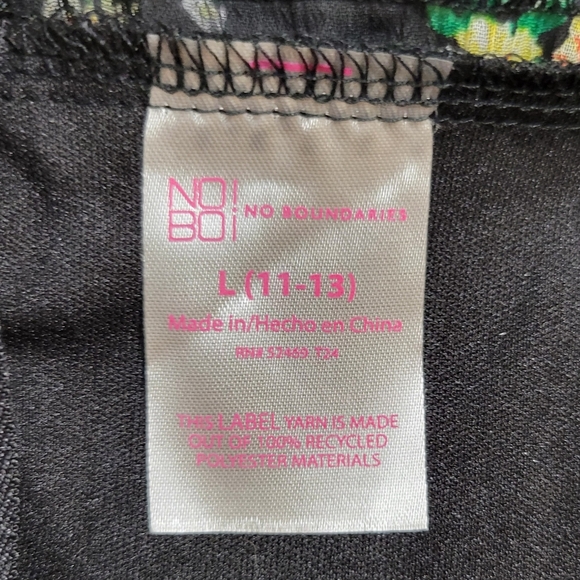 NO
BO
NO BOUNDARIES
L (11-13)
Made in/Hecho en China
RN# 52469 T24
THIS LABEL YARN IS MADE
OUT OF 100% RECYCLED
POLYESTER MATERIALS